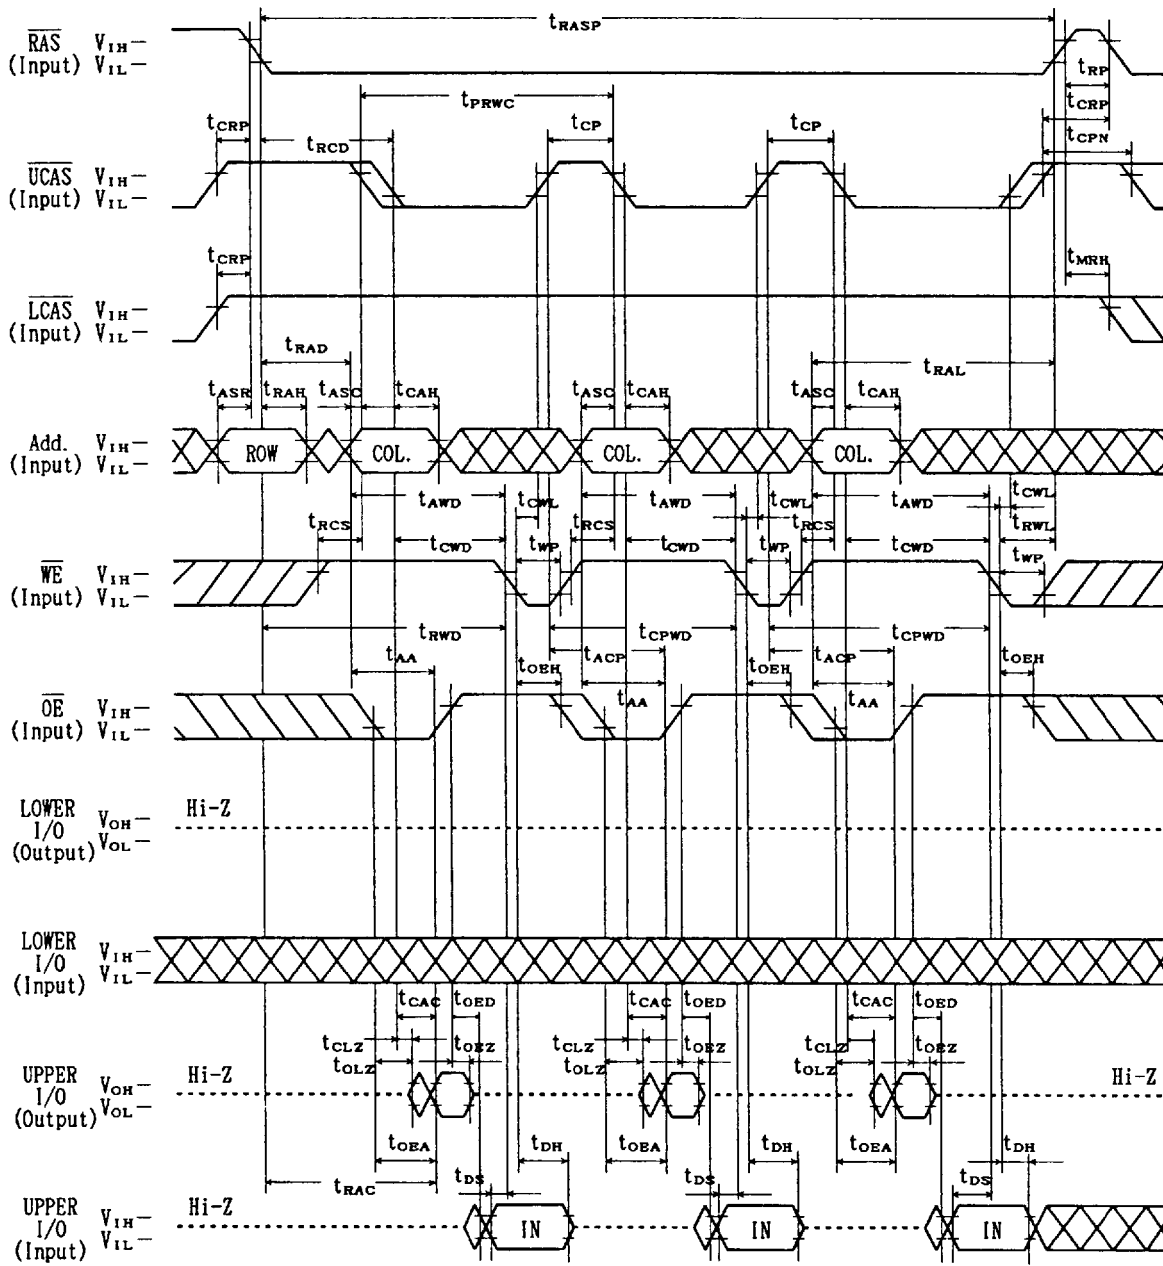 tRASP
RAS VIH
(Input) VIL
tRP
tPRWC
tCRP
tCRP tRCD tCP tCP tCPN
UCAS VIH
(Input) VIL
tCRP tMRH
LCAS VIH
(Input) VIL
tRAD tRAL
tASR tRAH tASC tCAH tASC tCAH tASC tCAH
Add. VIH
(Input) VIL
ROW COL. COL. COL.
tAWD tCWL tAWD tCWL tAWD tCWL
tRCS tRCS tRCS tRWL
tCWD tWP tCWD tWP tCWD tWP
WE VIH
(Input) VIL
tRWD tCPWD tCPWD
tAA tOEH tACP tOEH tACP tOEH
tAA tAA
OE VIH
(Input) VIL
LOWER Hi-Z
I/O VOH
(Output) VOL
LOWER
I/O VIH
(Input) VIL
tCAC tOED tCAC tOED tCAC tOED
tCLZ tOEZ tCLZ tOEZ tCLZ tOEZ
tOLZ tOLZ tOLZ
UPPER Hi-Z Hi-Z
I/O VOH
(Output) VOL
tOEA tDH tOEA tDH tOEA tDH
tRAC tDS tDS tDS
UPPER Hi-Z
I/O VIH
(Input) VIL
IN IN IN